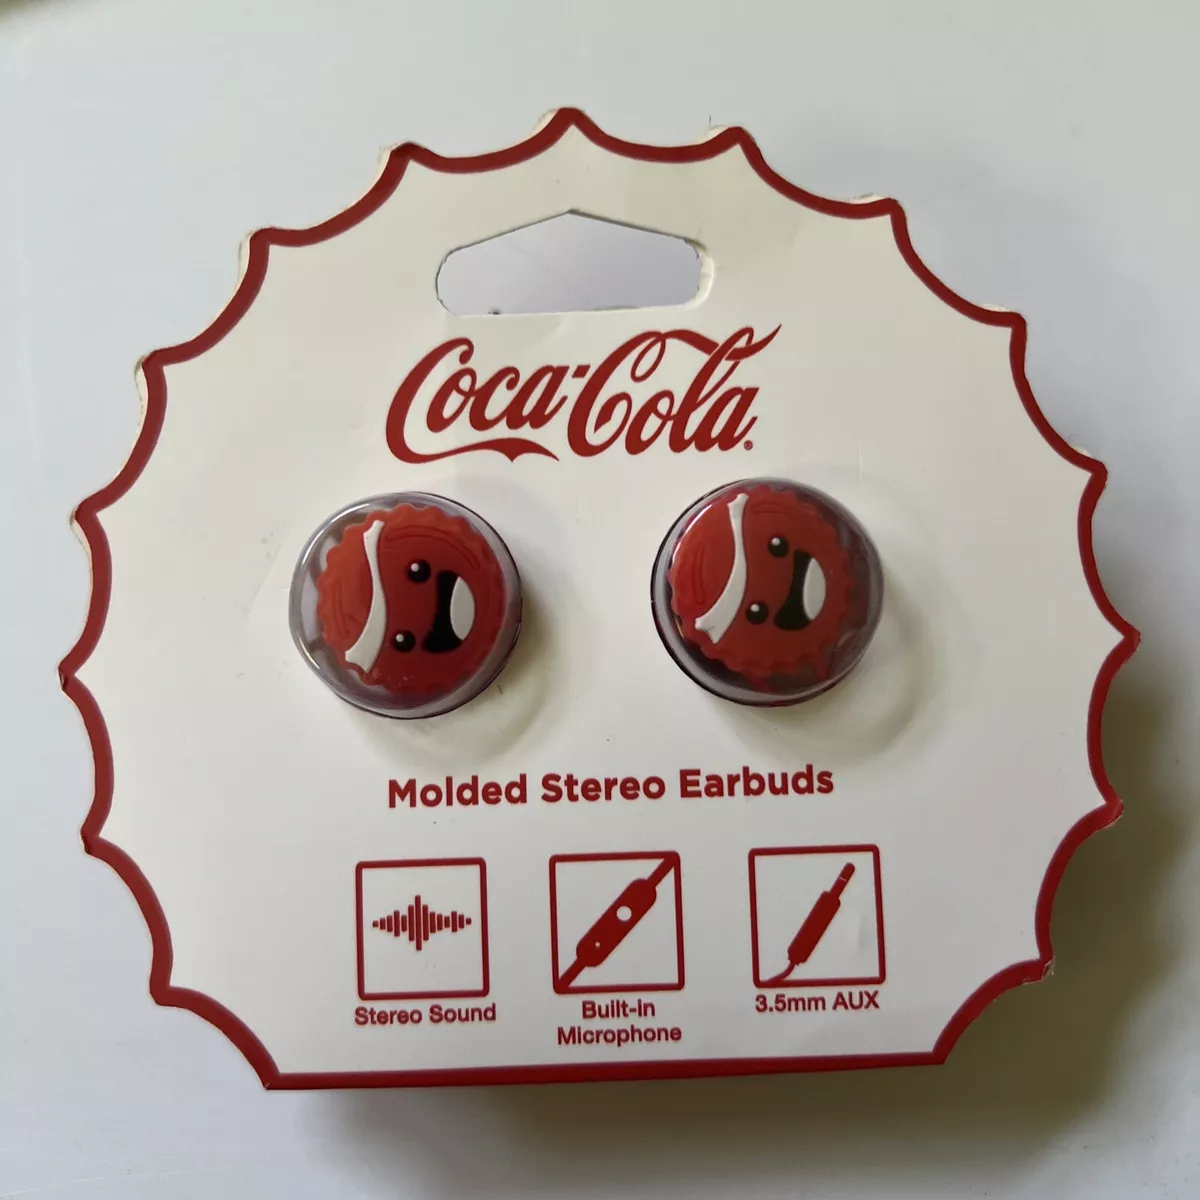 Coca-Cola®
Molded Stereo Earbuds
Stereo Sound
Built-in
Microphone
3.5mm AUX